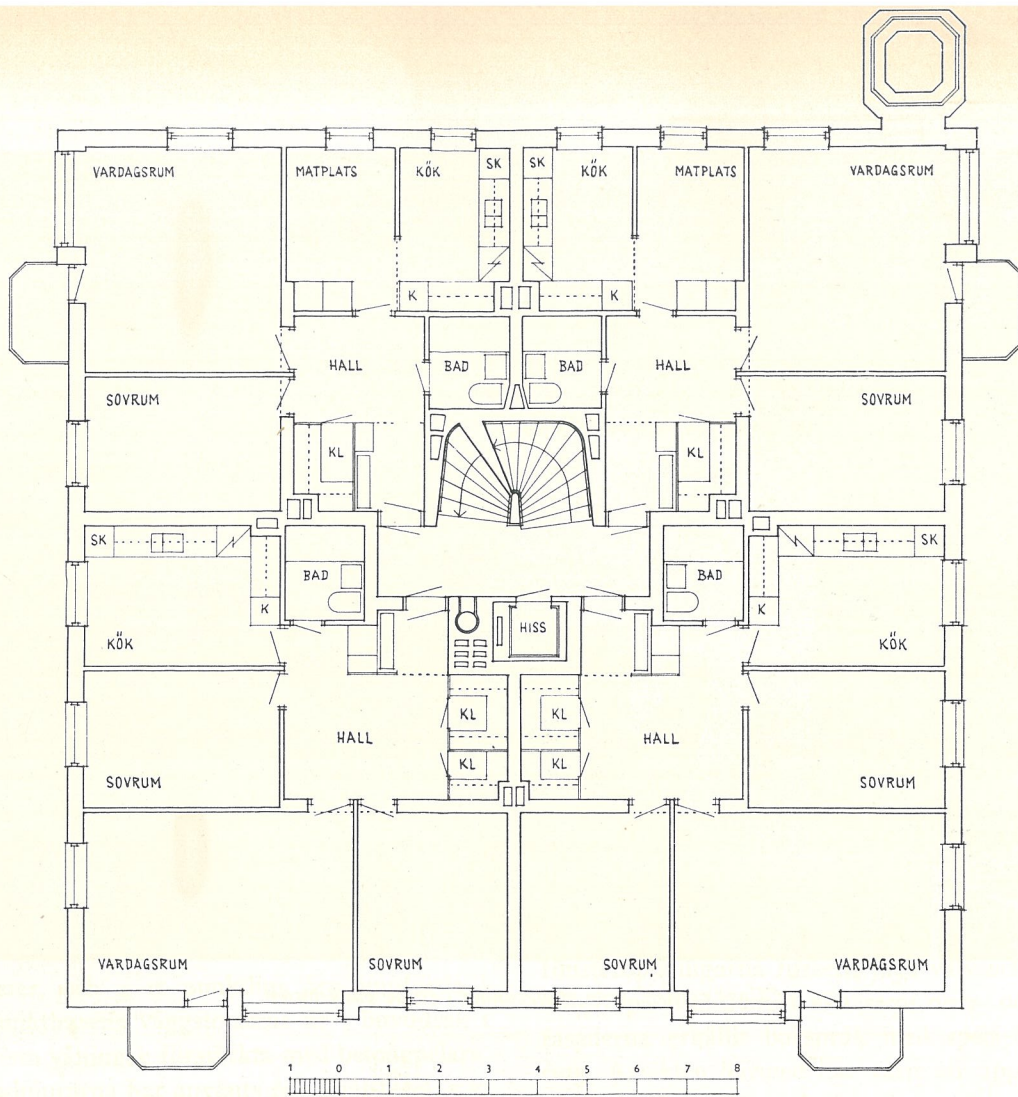 VARDAGSRUM MATPLATS KÖK SK SK KÖK MATPLATS VARDAGSRUM
K K
HALL BAD BAD HALL
SOVRUM SOVRUM
KL KL
SK SK
BAD BAD
K K
HISS
KÖK KÖK
KL KL
HALL HALL
KL KL
SOVRUM SOVRUM
VARDAGSRUM SOVRUM SOVRUM VARDAGSRUM
1 0 1 2 3 4 5 6 7 8